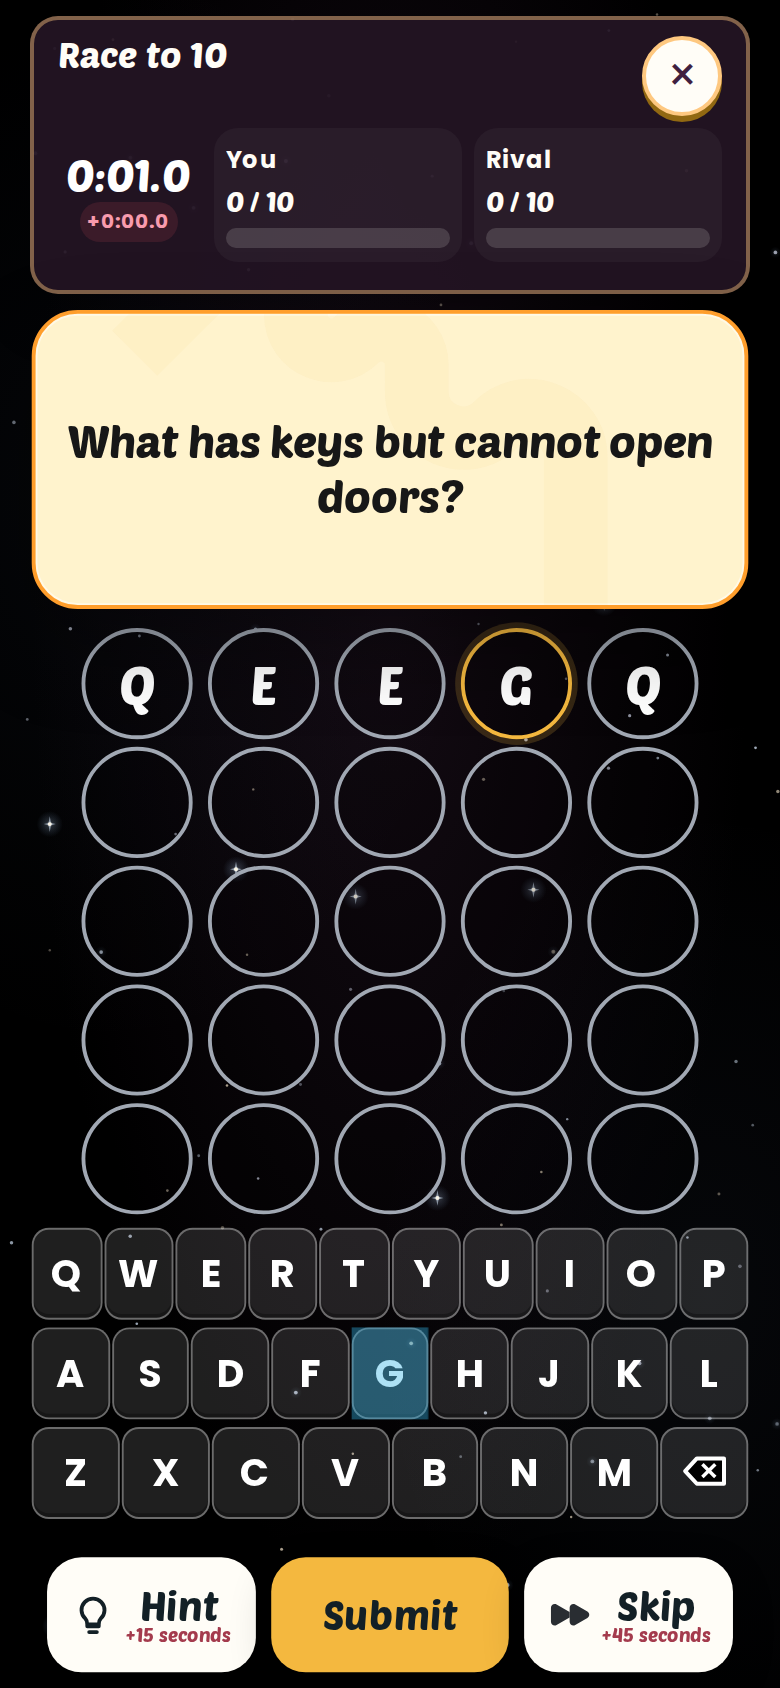 Race to 10
×
0:01.0
+0:00.0
You
0 / 10
Rival
0 / 10
What has keys but cannot open
doors?
Q E E G Q
Q W E R T Y U I O P
A S D F G H J K L
Z X C V B N M
Hint
+15 seconds
Submit
Skip
+45 seconds